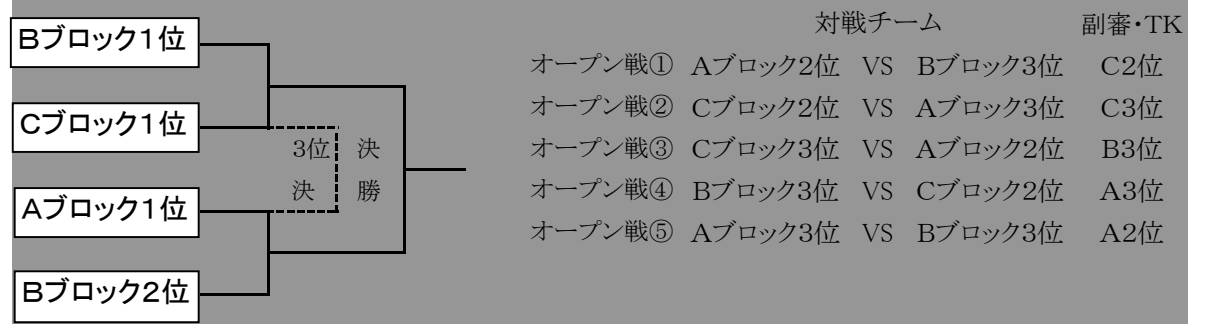 Bブロック1位
Cブロック1位
Aブロック1位
Bブロック2位
3位決
決勝
対戦チーム 副審・TK
オープン戦① Aブロック2位 VS Bブロック3位 C2位
オープン戦② Cブロック2位 VS Aブロック3位 C3位
オープン戦③ Cブロック3位 VS Aブロック2位 B3位
オープン戦④ Bブロック3位 VS Cブロック2位 A3位
オープン戦⑤ Aブロック3位 VS Bブロック3位 A2位